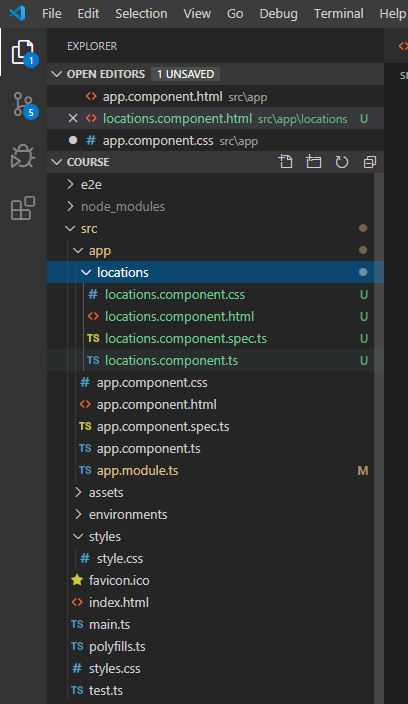 File Edit Selection View Go Debug Terminal Help
EXPLORER
1
OPEN EDITORS 1 UNSAVED
app.component.html src\app
locations.component.html src\app\locations U
5
app.component.css src\app
COURSE
e2e
node_modules
src
app
locations
# locations.component.css U
<> locations.component.html U
TS locations.component.spec.ts U
TS locations.component.ts U
# app.component.css
<> app.component.html
TS app.component.spec.ts
TS app.component.ts
TS app.module.ts M
assets
environments
styles
# style.css
favicon.ico
<> index.html
TS main.ts
TS polyfills.ts
# styles.css
TS test.ts